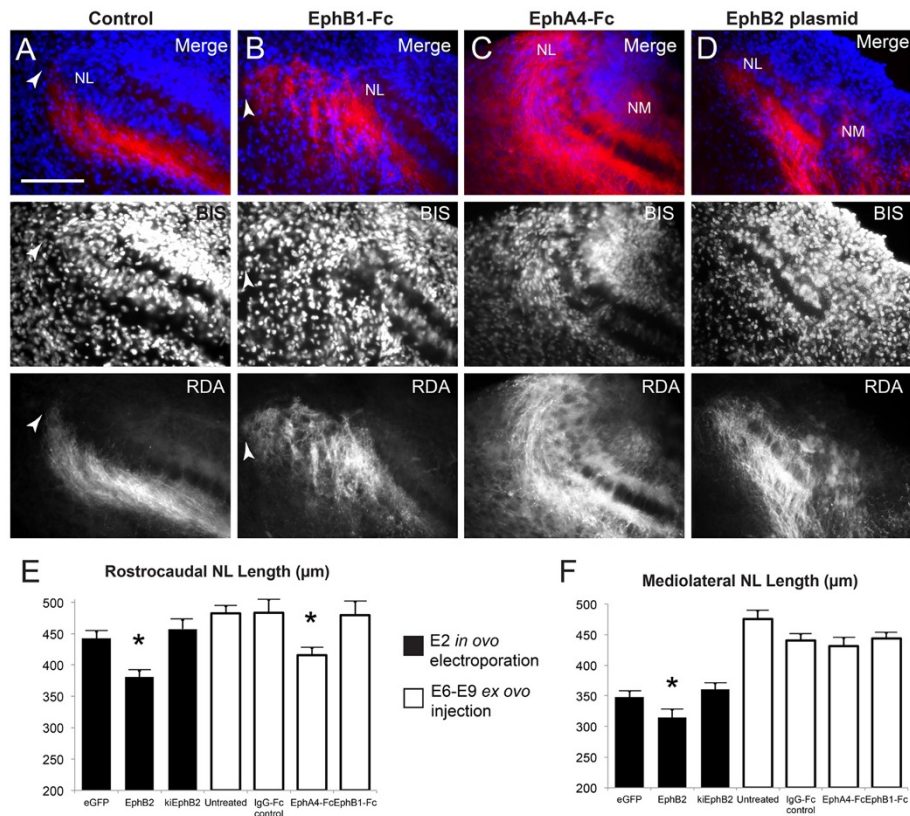 Control EphB1-Fc EphA4-Fc EphB2 plasmid
A Merge B Merge C NL Merge D Merge
NL NL NL
NM NM
BIS BIS BIS BIS
RDA RDA RDA RDA
E Rostrocaudal NL Length (µm)
500
450
400
350
300
250
200
* *
eGFP EphB2 kiEphB2 Untreated IgG-Fc control EphA4-Fc EphB1-Fc
E2 in ovo
electroporation
E6-E9 ex ovo
injection
F Mediolateral NL Length (µm)
500
450
400
350
300
250
200
*
eGFP EphB2 kiEphB2 Untreated IgG-Fc control EphA4-Fc EphB1-Fc